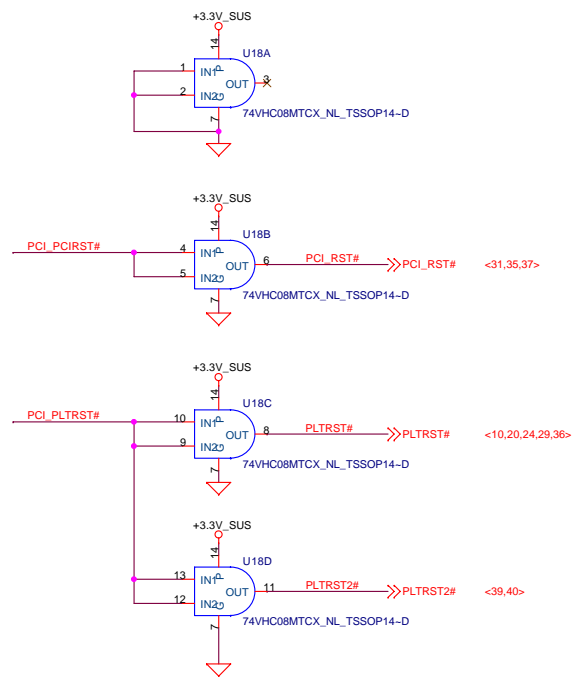 +3.3V_SUS
14
U18A
1 IN1 P
OUT 3
2 IN2 G
7
74VHC08MTCX_NL_TSSOP14~D
+3.3V_SUS
14
U18B
PCI_PCIRST# 4 IN1 P
OUT 6 PCI_RST# PCI_RST# <31,35,37>
5 IN2 G
7
74VHC08MTCX_NL_TSSOP14~D
+3.3V_SUS
14
U18C
PCI_PLTRST# 10 IN1 P
OUT 8 PLTRST# PLTRST# <10,20,24,29,36>
9 IN2 G
7
74VHC08MTCX_NL_TSSOP14~D
+3.3V_SUS
14
U18D
13 IN1 P
OUT 11 PLTRST2# PLTRST2# <39,40>
12 IN2 G
7
74VHC08MTCX_NL_TSSOP14~D